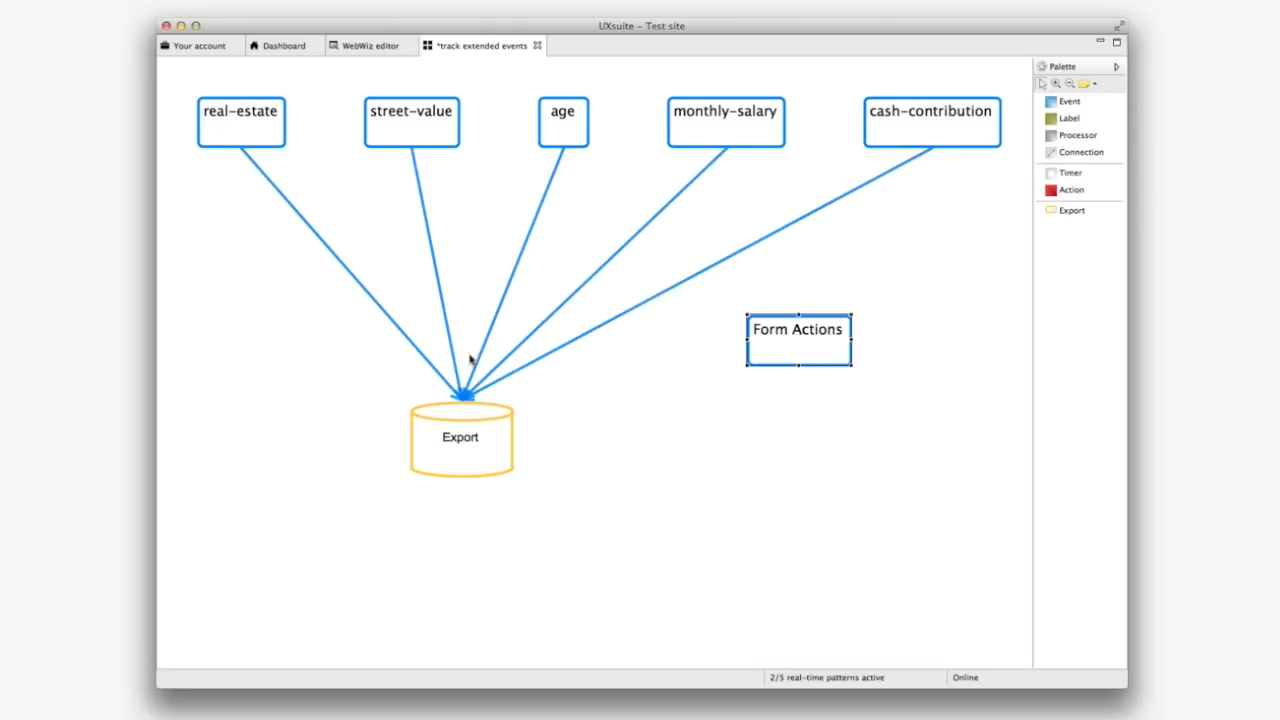 UXsuite – Test site
Your account
Dashboard
WebWiz editor
*track extended events
Palette
real-estate
street-value
age
monthly-salary
cash-contribution
Event
Label
Processor
Connection
Timer
Action
Export
Form Actions
Export
2/5 real-time patterns active
Online